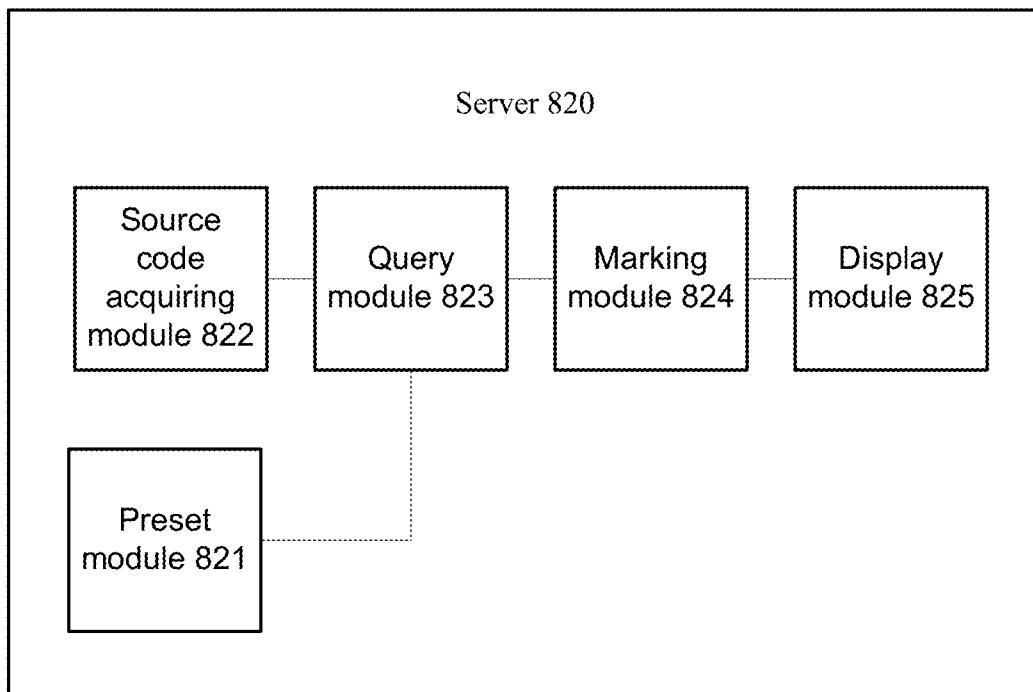 Server 820
Source
code
acquiring
module 822
Query
module 823
Marking
module 824
Display
module 825
Preset
module 821